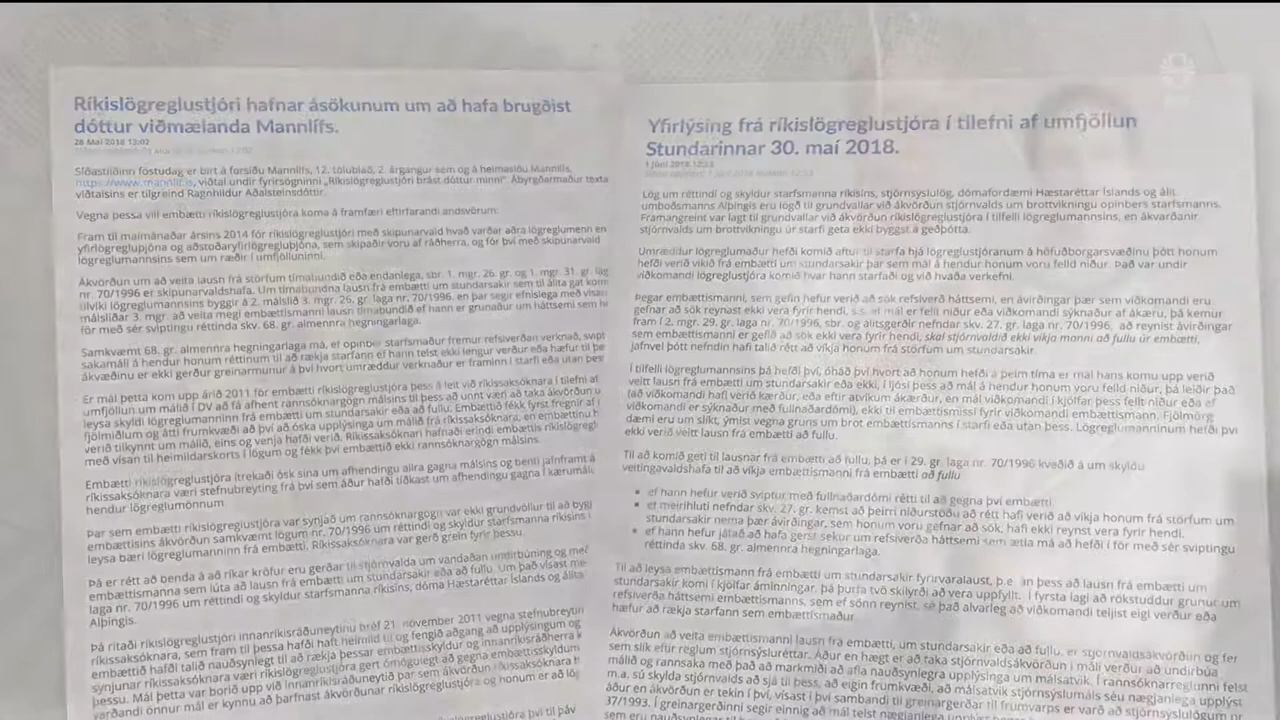 Ríkislögreglustjóri hafnar ásökunum um að hafa brugðist
dóttur viðmælanda Mannlífs.
28 Maí 2018 13:02
Síðastliðinn föstudag er birt á forsíðu Mannlífs, 12. tölublað, 2. árgangur sem og á heimasíðu Mannlífs,
https://www.mannlif.is, viðtal undir fyrirsögninni „Ríkislögreglustjóri brást dóttur minni“. Ábyrgðarmaður texta
viðtalsins er tilgreind Ragnhildur Aðalsteinsdóttir.
Vegna þessa vill embætti ríkislögreglustjóra koma á framfæri eftirfarandi andsvörum:
Fram til maímánaðar ársins 2014 fór ríkislögreglustjóri með skipunarvald hvað varðar aðra lögreglumenn en
yfirlögregluþjóna og aðstoðaryfirlögregluþjóna, sem skipaðir voru af ráðherra, og fór því með skipunarvald
lögreglumannsins sem um ræðir í umfjölluninni.
Ákvörðun um að veita lausn frá störfum tímabundið eða endanlega, sbr. 1. mgr. 26. gr. og 1. mgr. 31. gr. lag
nr. 70/1996 er skipunarvaldshafa. Um tímabundna lausn frá embætti um stundarsakir sem til álita gat kom
í tilviki lögreglumannsins byggir á 2. málslið 3. mgr. 26. gr. laga nr. 70/1996, en þar segir efnislega með vísan
málsliðar 3. mgr. að veita megi embættismanni lausn tímabundið ef hann er grunaður um háttsemi sem h
för með sér sviptingu réttinda skv. 68. gr. almennra hegningarlaga.
Samkvæmt 68. gr. almennra hegningarlaga má, ef opinber starfsmaður fremur refsiverðan verknað, svipt
sakamáli á hendur honum réttinum til að rækja starfann ef hann telst ekki lengur verður eða hæfur til þe
ákvæðinu er ekki gerður greinarmunur á því hvort umræddur verknaður er framinn í starfi eða utan þess
Er mál þetta kom upp árið 2011 fór embætti ríkislögreglustjóra þess á leit við ríkissaksóknara í tilefni af
umfjöllun um málið í DV að fá afhent rannsóknargögn málsins til þess að unnt væri að taka ákvörðun u
leysa skyldi lögreglumanninn frá embætti um stundarsakir eða að fullu. Embættið fékk fyrst fregnir af
fjölmiðlum og átti frumkvæði að því að óska upplýsinga um málið frá ríkissaksóknara, en embættinu h
verið tilkynnt um málið, eins og venja hafði verið. Ríkissaksóknari hafnaði erindi embættis ríkislögregl
með vísan til heimildarskorts í lögum og fékk því embættið ekki rannsóknargögn málsins.
Embætti ríkislögreglustjóra ítrekaði ósk sína um afhendingu allra gagna málsins og benti jafnframt á
ríkissaksóknara væri stefnubreyting frá því sem áður hafði tíðkast um afhendingu gagna í kærumál
hendur lögreglumönnum
Þar sem embætti ríkislögreglustjóra var synjað um rannsóknargögn var ekki grundvöllur til að bygg
embættisins ákvörðun samkvæmt lögum nr. 70/1996 um réttindi og skyldur starfsmanna ríkisins
leysa bæri lögreglumanninn frá embætti. Ríkissaksóknara var gerð grein fyrir þessu.
Þá er rétt að benda á að ríkar kröfur eru gerðar til stjórnvalda um vandaðan undirbúning og með
embættismanna sem lúta að lausn frá embætti um stundarsakir eða að fullu. Um það vísast me
laga nr. 70/1996 um réttindi og skyldur starfsmanna ríkisins, dóma Hæstaréttar Íslands og álita
Alþingis.
Þá ritaði ríkislögreglustjóri innanríkisráðuneytinu bréf 21. nóvember 2011 vegna stefnubreytin
ríkissaksóknara, sem fram til þessa hafði haft heimild til og fengið aðgang að upplýsingum og
embættið hafði talið nauðsynlegt til að rækja þessar embættisskyldur og innanríkisráðherra
synjunar ríkissaksóknara væri ríkislögreglustjóra gert ómögulegt að gegna embættisskyldum
þessu. Mál þetta var borið upp við innanríkisráðuneytið þar sem ákvörðun ríkissaksóknara h
varðandi önnur mál er kynnu að þarfnast ákvörðunar ríkislögreglustjóra og honum er að lög
Yfirlýsing frá ríkislögreglustjóra í tilefni af umfjöllun
Stundarinnar 30. maí 2018.
1 Júní 2018 12:33
Lög um réttindi og skyldur starfsmanna ríkisins, stjórnsýslulög, dómafordæmi Hæstaréttar Íslands og álit
umboðsmanns Alþingis eru lögð til grundvallar við ákvörðun stjórnvalds um brottvikningu opinbers starfsmanns.
Framangreint var lagt til grundvallar við ákvörðun ríkislögreglustjóra í tilfelli lögreglumannsins, en ákvarðanir
stjórnvalds um brottvikningu úr starfi geta ekki byggst á geðþótta.
Umræddur lögreglumaður hefði komið aftur til starfa hjá lögreglustjóranum á höfuðborgarsvæðinu þótt honum
hefði verið vikið frá embætti um stundarsakir þar sem mál á hendur honum voru felld niður. Það var undir
viðkomandi lögreglustjóra komið hvar hann starfaði og við hvaða verkefni.
Þegar embættismanni, sem gefin hefur verið að sök refsiverð háttsemi, en ávirðingar þær sem viðkomandi eru
gefnar að sök reynast ekki vera fyrir hendi, s.s. ef mál er fellt niður eða viðkomandi sýknaður af ákæru, þá kemur
fram í 2. mgr. 29. gr. laga nr. 70/1996, sbr. og álitsgerðir nefndar skv. 27. gr. laga nr. 70/1996, að reynist ávirðingar
sem embættismanni er gefið að sök ekki vera fyrir hendi, skal stjórnvaldið ekki víkja manni að fullu úr embætti,
jafnvel þótt nefndin hafi talið rétt að víkja honum frá störfum um stundarsakir.
Í tilfelli lögreglumannsins þá hefði því, óháð því hvort að honum hefði á þeim tíma er mál hans komu upp verið
veitt lausn frá embætti um stundarsakir eða ekki, í ljósi þess að mál á hendur honum voru felld niður, þá leiðir það
(að viðkomandi hafi verið kærður, eða eftir atvikum ákærður, en mál viðkomandi í kjölfar þess fellt niður eða ef
viðkomandi er sýknaður með fullnaðardómi), ekki til embættismissi fyrir viðkomandi embættismann. Fjölmörg
dæmi eru um slíkt, ýmist vegna gruns um brot embættismanns í starfi eða utan þess. Lögreglumanninum hefði því
ekki verið veitt lausn frá embætti að fullu.
Til að komið geti til lausnar frá embætti að fullu, þá er í 29. gr. laga nr. 70/1996 kveðið á um skyldu
veitingavaldshafa til að víkja embættismanni frá embætti að fullu
• ef hann hefur verið sviptur með fullnaðardómi rétti til að gegna því embætti.
• ef meirihluti nefndar skv. 27. gr. kemst að þeirri niðurstöðu að rétt hafi verið að víkja honum frá störfum um
stundarsakir nema þær ávirðingar, sem honum voru gefnar að sök, hafi ekki reynst vera fyrir hendi.
• ef hann hefur játað að hafa gerst sekur um refsiverða háttsemi sem ætla má að hefði í för með sér sviptingu
réttinda skv. 68. gr. almennra hegningarlaga.
Til að leysa embættismann frá embætti um stundarsakir fyrirvaralaust, þ.e. án þess að lausn frá embætti um
stundarsakir komi í kjölfar áminningar, þá þurfa tvö skilyrði að vera uppfyllt. Í fyrsta lagi að rökstuddur grunur um
refsiverða háttsemi embættismanns, sem ef sönn reynist, sé það alvarleg að viðkomandi teljist eigi verður eða
hæfur að rækja starfann sem embættismaður
Ákvörðun að veita embættismanni lausn frá embætti, um stundarsakir eða að fullu, er stjórnvaldsákvörðun og fer
sem slík eftir reglum stjórnsýsluréttar. Áður en hægt er að taka stjórnvaldsákvörðun í máli verður að undirbúa
málið og rannsaka með það að markmiði að afla nauðsynlegra upplýsinga um málsatvik. Í rannsóknarreglunni felst
m.a. sú skylda stjórnvalds að sjá til þess, að eigin frumkvæði, að málsatvik stjórnsýslumáls séu nægjanlega upplýst
áður en ákvörðun er tekin í því, vísast í því sambandi til greinargerðar til frumvarps er varð að stjórnsýslulögum
37/1993. Í greinargerðinni segir einnig að mál telst nægjanlega upplýst þegar